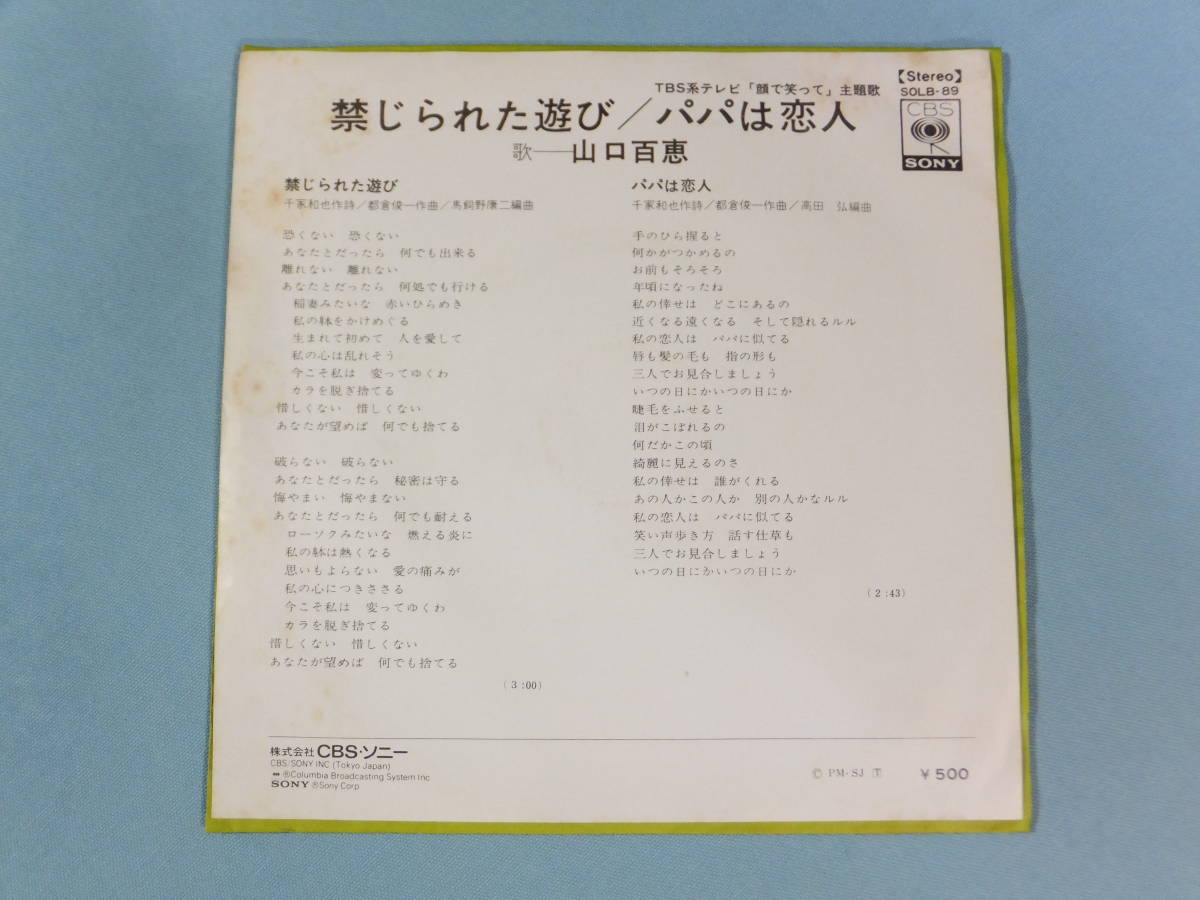 TBS系テレビ「顔で笑って」主題歌
禁じられた遊び／パパは恋人
歌──山口百恵
【Stereo】
SOLB-89
CBS
SONY
禁じられた遊び
千家和也作詩／都倉俊一作曲／馬飼野康二編曲
恐くない 恐くない
あなたとだったら 何でも出来る
離れない 離れない
あなたとだったら 何処でも行ける
稲妻みたいな 赤いひらめき
私の躰をかけめぐる
生まれて初めて 人を愛して
私の心は乱れそう
今こそ私は 変ってゆくわ
カラを脱ぎ捨てる
惜しくない 惜しくない
あなたが望めば 何でも捨てる
破らない 破らない
あなたとだったら 秘密は守る
悔やまい 悔やまない
あなたとだったら 何でも耐える
ローソクみたいな 燃える炎に
私の躰は熱くなる
思いもよらない 愛の痛みが
私の心につきささる
今こそ私は 変ってゆくわ
カラを脱ぎ捨てる
惜しくない 惜しくない
あなたが望めば 何でも捨てる
(3:00)
パパは恋人
千家和也作詩／都倉俊一作曲／高田 弘編曲
手のひら握ると
何かがつかめるの
お前もそろそろ
年頃になったね
私の倖せは どこにあるの
近くなる遠くなる そして隠れるルル
私の恋人は パパに似てる
唇も髪の毛も 指の形も
三人でお見合しましょう
いつの日にかいつの日にか
睫毛をふせると
泪がこぼれるの
何だかこの頃
綺麗に見えるのさ
私の倖せは 誰がくれる
あの人かこの人か 別の人かなルル
私の恋人は パパに似てる
笑い声歩き方 話す仕草も
三人でお見合しましょう
いつの日にかいつの日にか
(2:43)
株式会社 CBS・ソニー
CBS/SONY INC (Tokyo Japan)
®Columbia Broadcasting System Inc
SONY ®Sony Corp
© PM・SJ Ⓣ ￥500